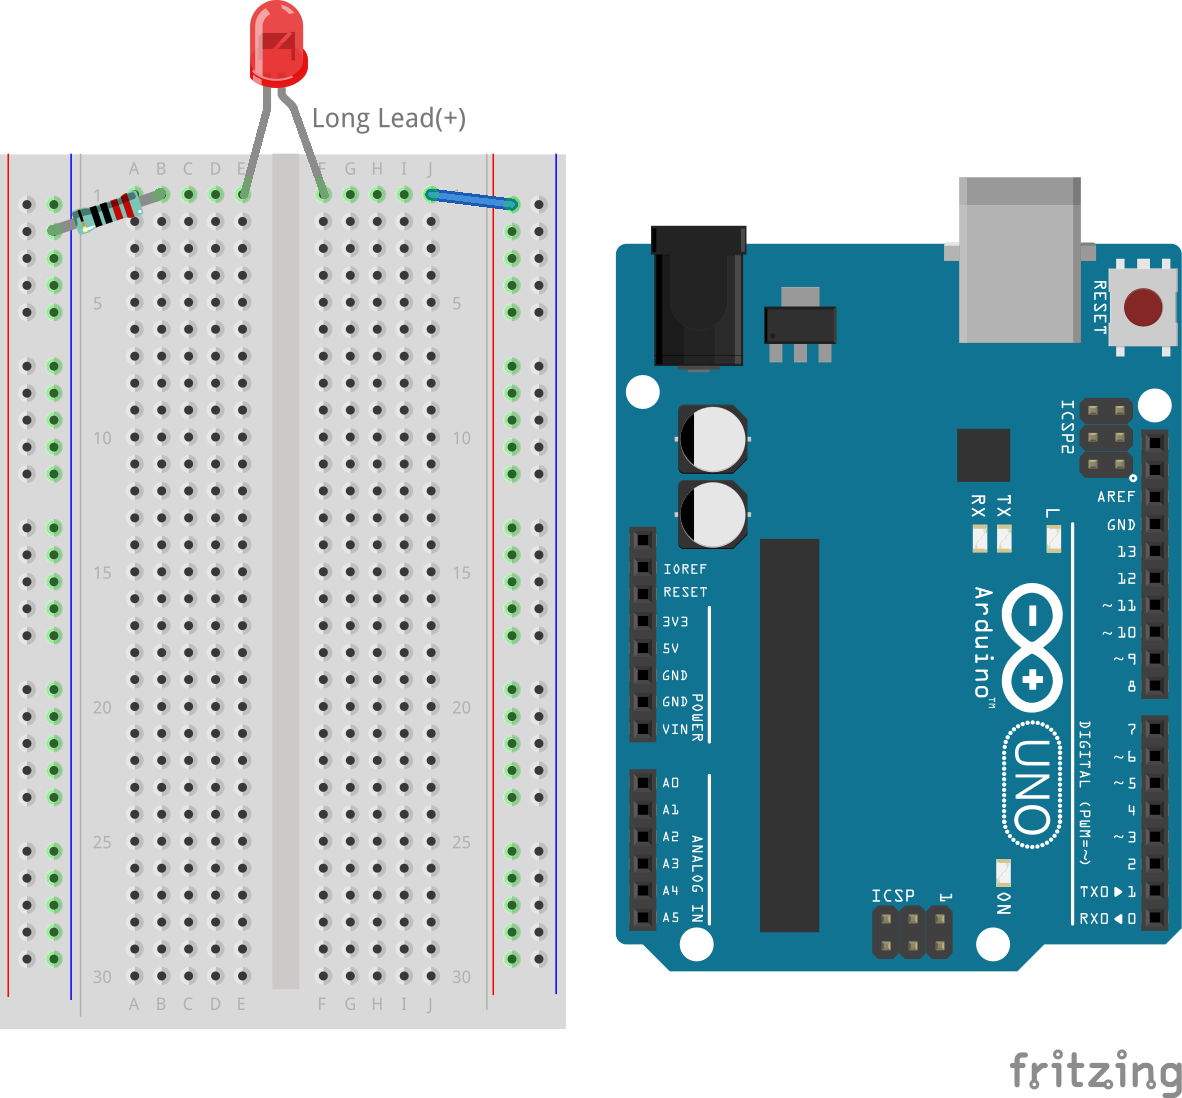 Long Lead(+)
A B C D E F G H I J
1
5 5
10 10
15 15
20 20
25 25
30 30
A B C D E F G H I J
RESET
ICSP2
AREF
GND
13
12
~11
~10
~9
8
RX TX L
IOREF
RESET
3V3
5V
GND
GND
VIN
POWER
Arduino™
UNO
7
~6
~5
4
~3
2
TX0▶1
RX0◀0
DIGITAL (PWM=~)
A0
A1
A2
A3
A4
A5
ANALOG IN
ICSP 1
ON
fritzing